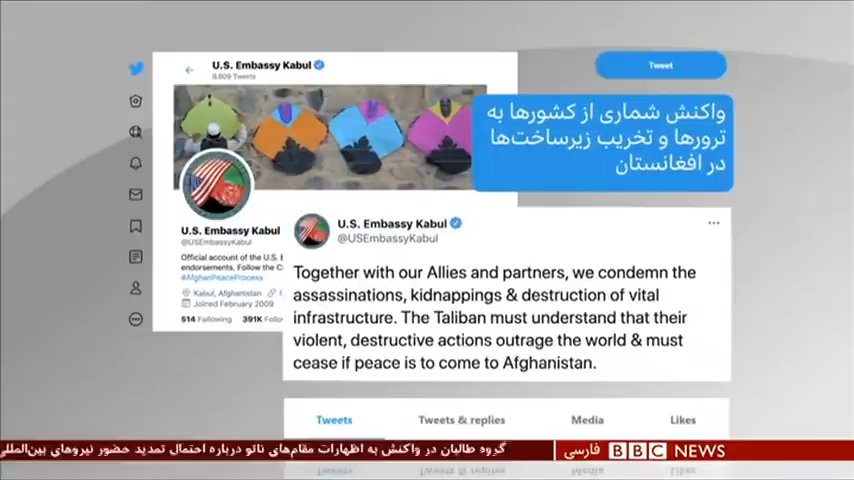 U.S. Embassy Kabul
9,609 Tweets
Tweet
واکنش شماری از کشورها به
ترورها و تخریب زیرساخت‌ها
در افغانستان
U.S. Embassy Kabul
@USEmbassyKabul
Official account of the U.S.
endorsements. Follow the C
#AfghanPeaceProcess
Kabul, Afghanistan
Joined February 2009
514 Following 391K Follo
U.S. Embassy Kabul
@USEmbassyKabul
Together with our Allies and partners, we condemn the
assassinations, kidnappings & destruction of vital
infrastructure. The Taliban must understand that their
violent, destructive actions outrage the world & must
cease if peace is to come to Afghanistan.
Tweets Tweets & replies Media Likes
گروه طالبان در واکنش به اظهارات مقام‌های ناتو درباره احتمال تمدید حضور نیروهای بین‌المللی
BBC NEWS فارسی